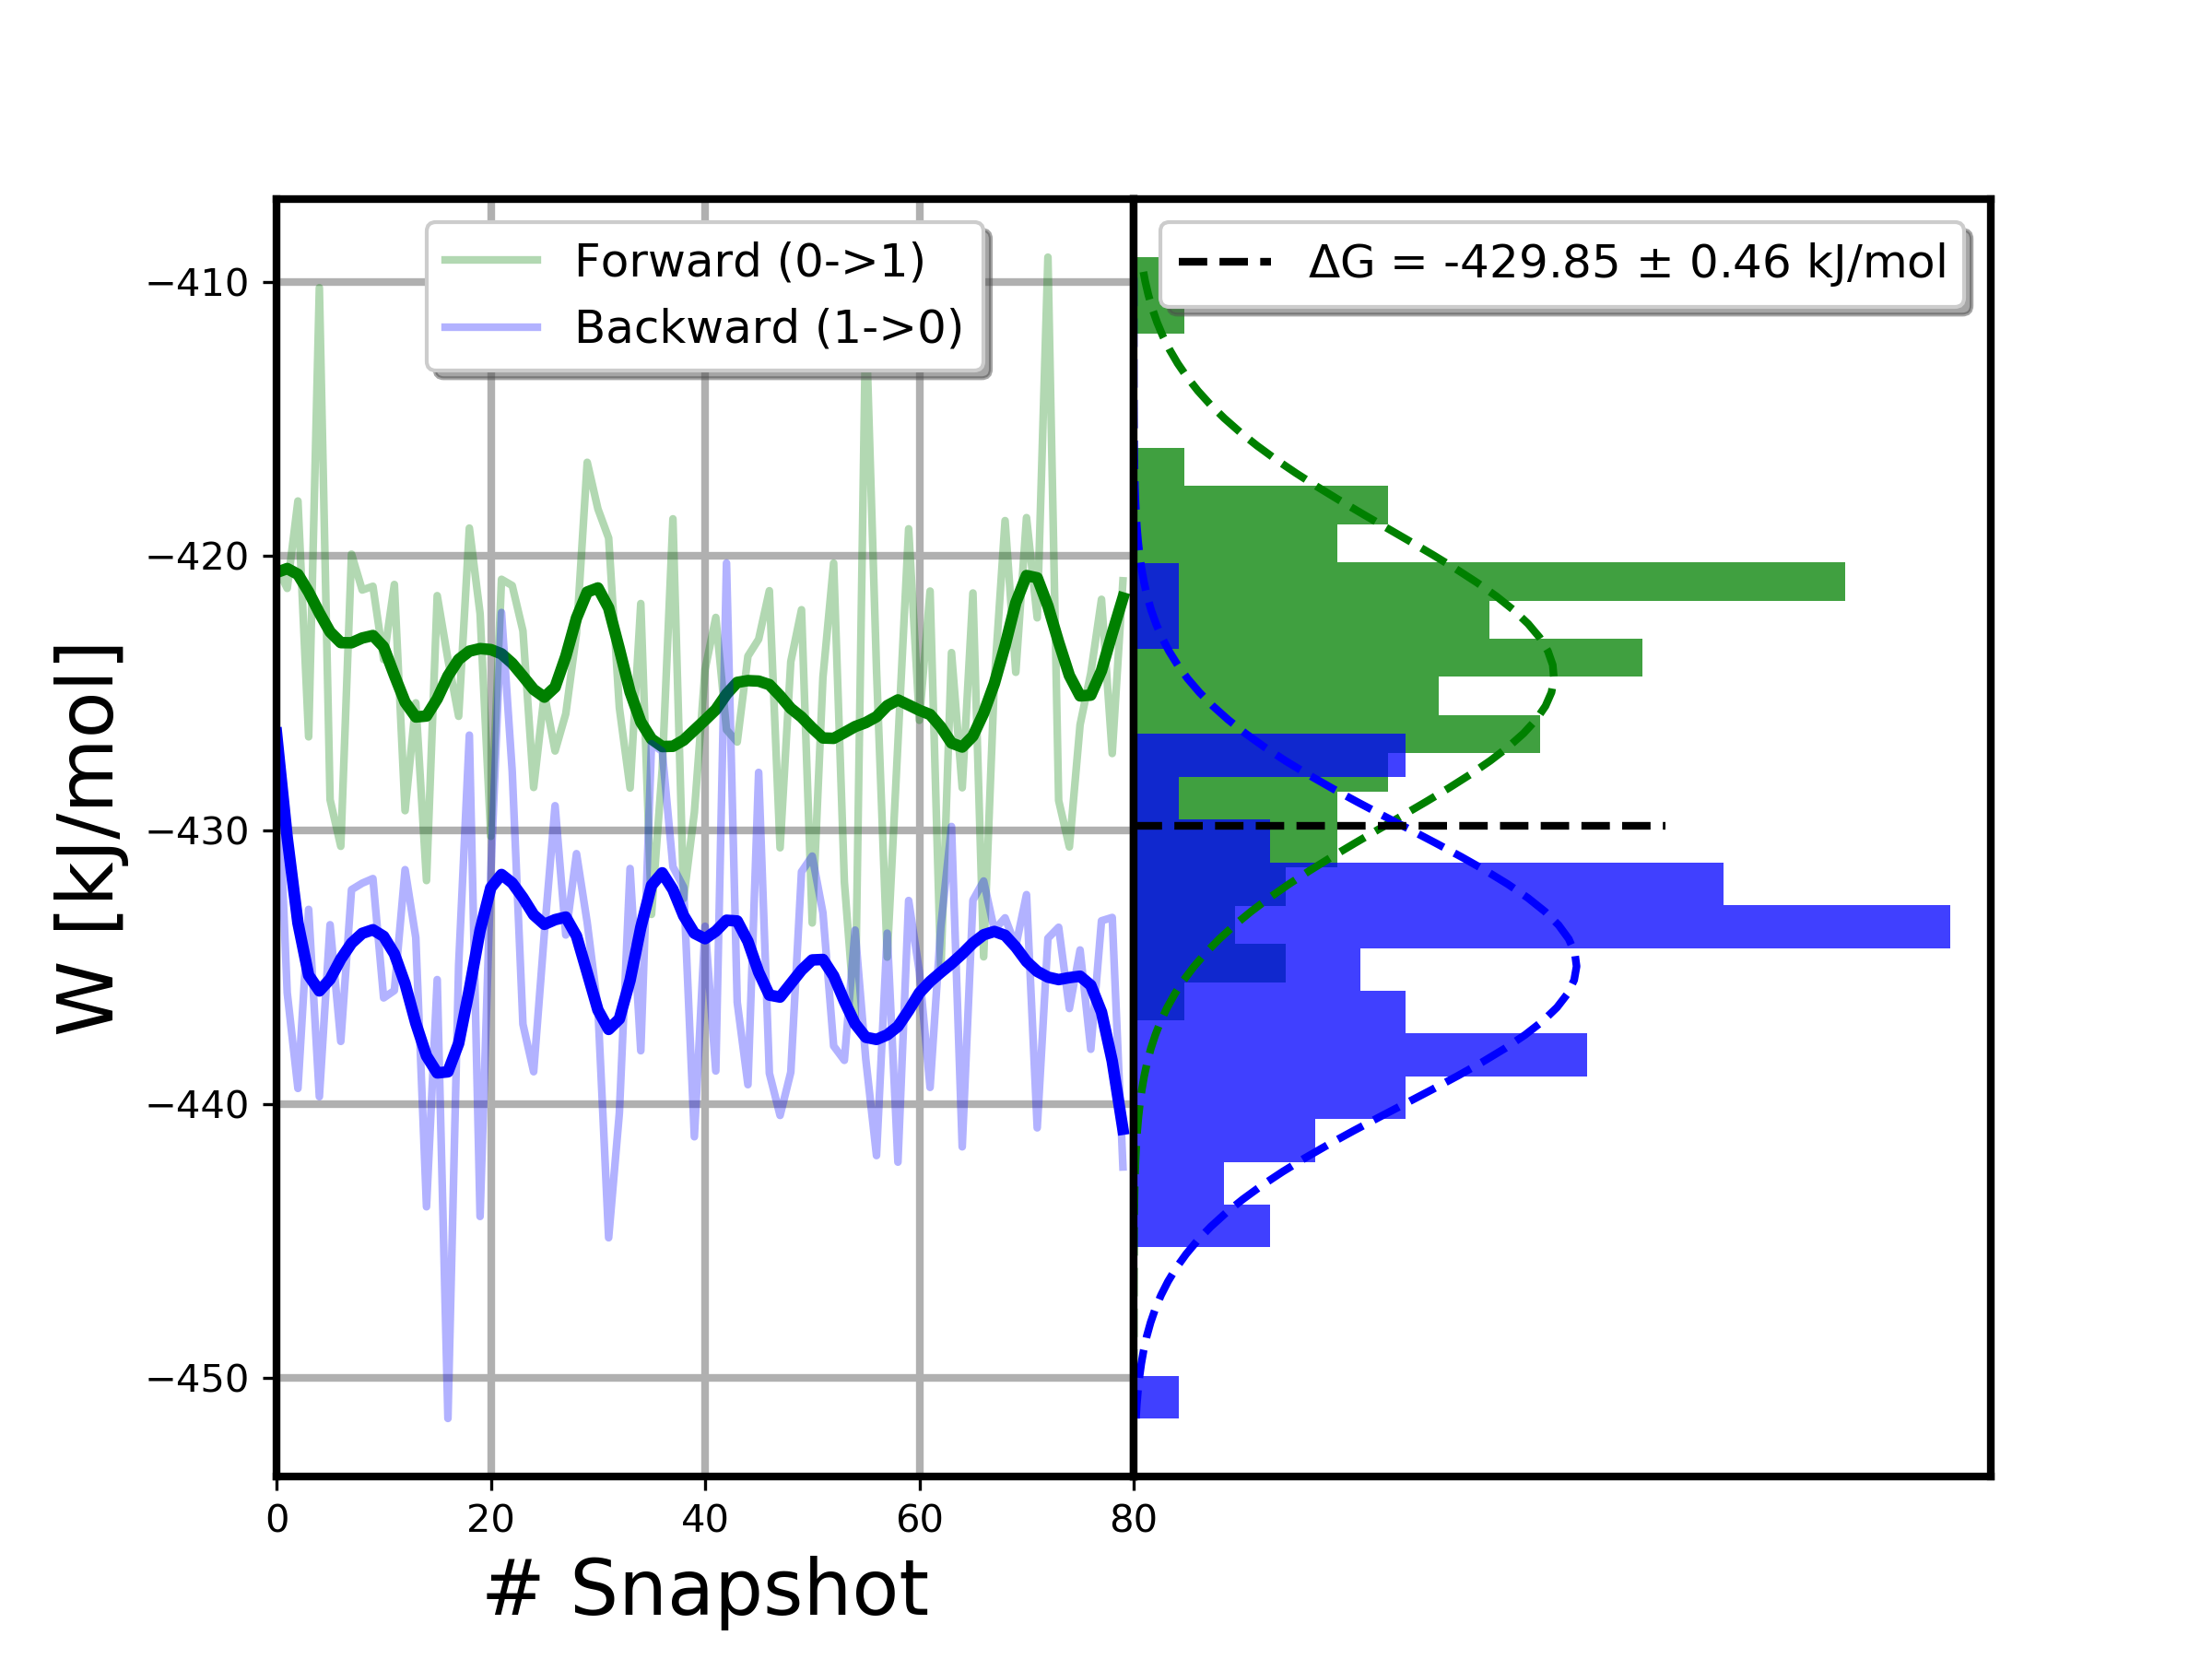 Forward (0->1)
Backward (1->0)
ΔG = -429.85 ± 0.46 kJ/mol
W [kJ/mol]
−410
−420
−430
−440
−450
0 20 40 60 80
# Snapshot